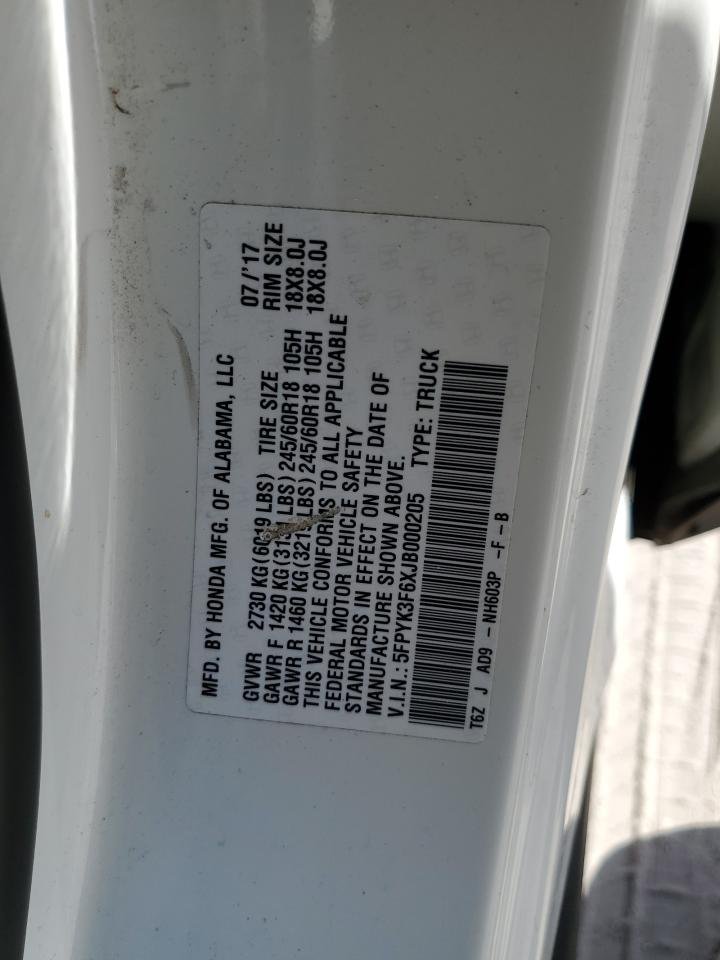 MFD. BY HONDA MFG. OF ALABAMA, LLC 07/'17
GVWR 2730 KG(6019 LBS) TIRE SIZE RIM SIZE
GAWR F 1420 KG( LBS)245/60R18 105H 18X8.0J
GAWR R 1460 KG( LBS)245/60R18 105H 18X8.0J
THIS VEHICLE CONFORMS TO ALL APPLICABLE
FEDERAL MOTOR VEHICLE SAFETY
STANDARDS IN EFFECT ON THE DATE OF
MANUFACTURE SHOWN ABOVE.
V.I.N.: 5FPYK3F6XJB000205 TYPE: TRUCK
T6Z J AD9 - NH603P -F - B